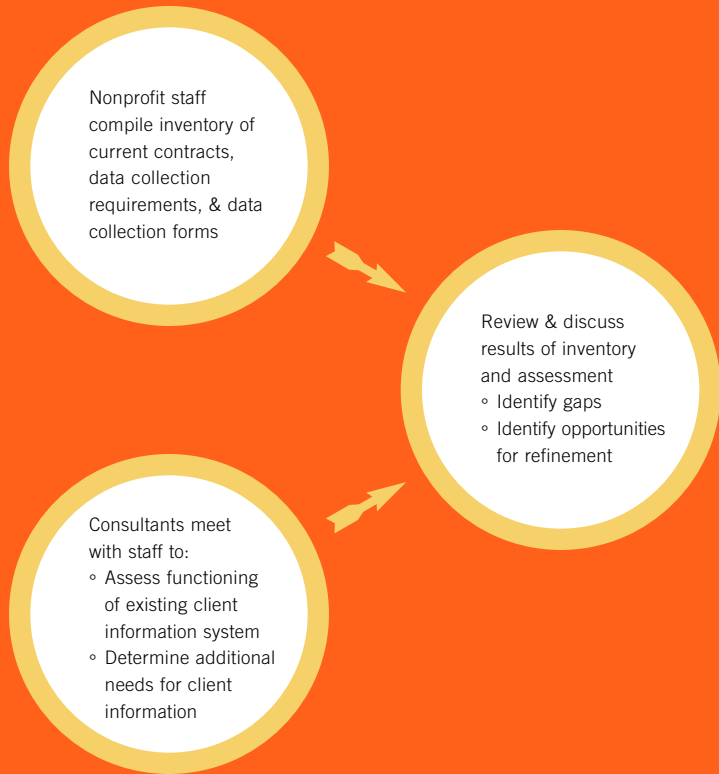 Nonprofit staff
compile inventory of
current contracts,
data collection
requirements, & data
collection forms
Review & discuss
results of inventory
and assessment
° Identify gaps
° Identify opportunities
for refinement
Consultants meet
with staff to:
° Assess functioning
of existing client
information system
° Determine additional
needs for client
information